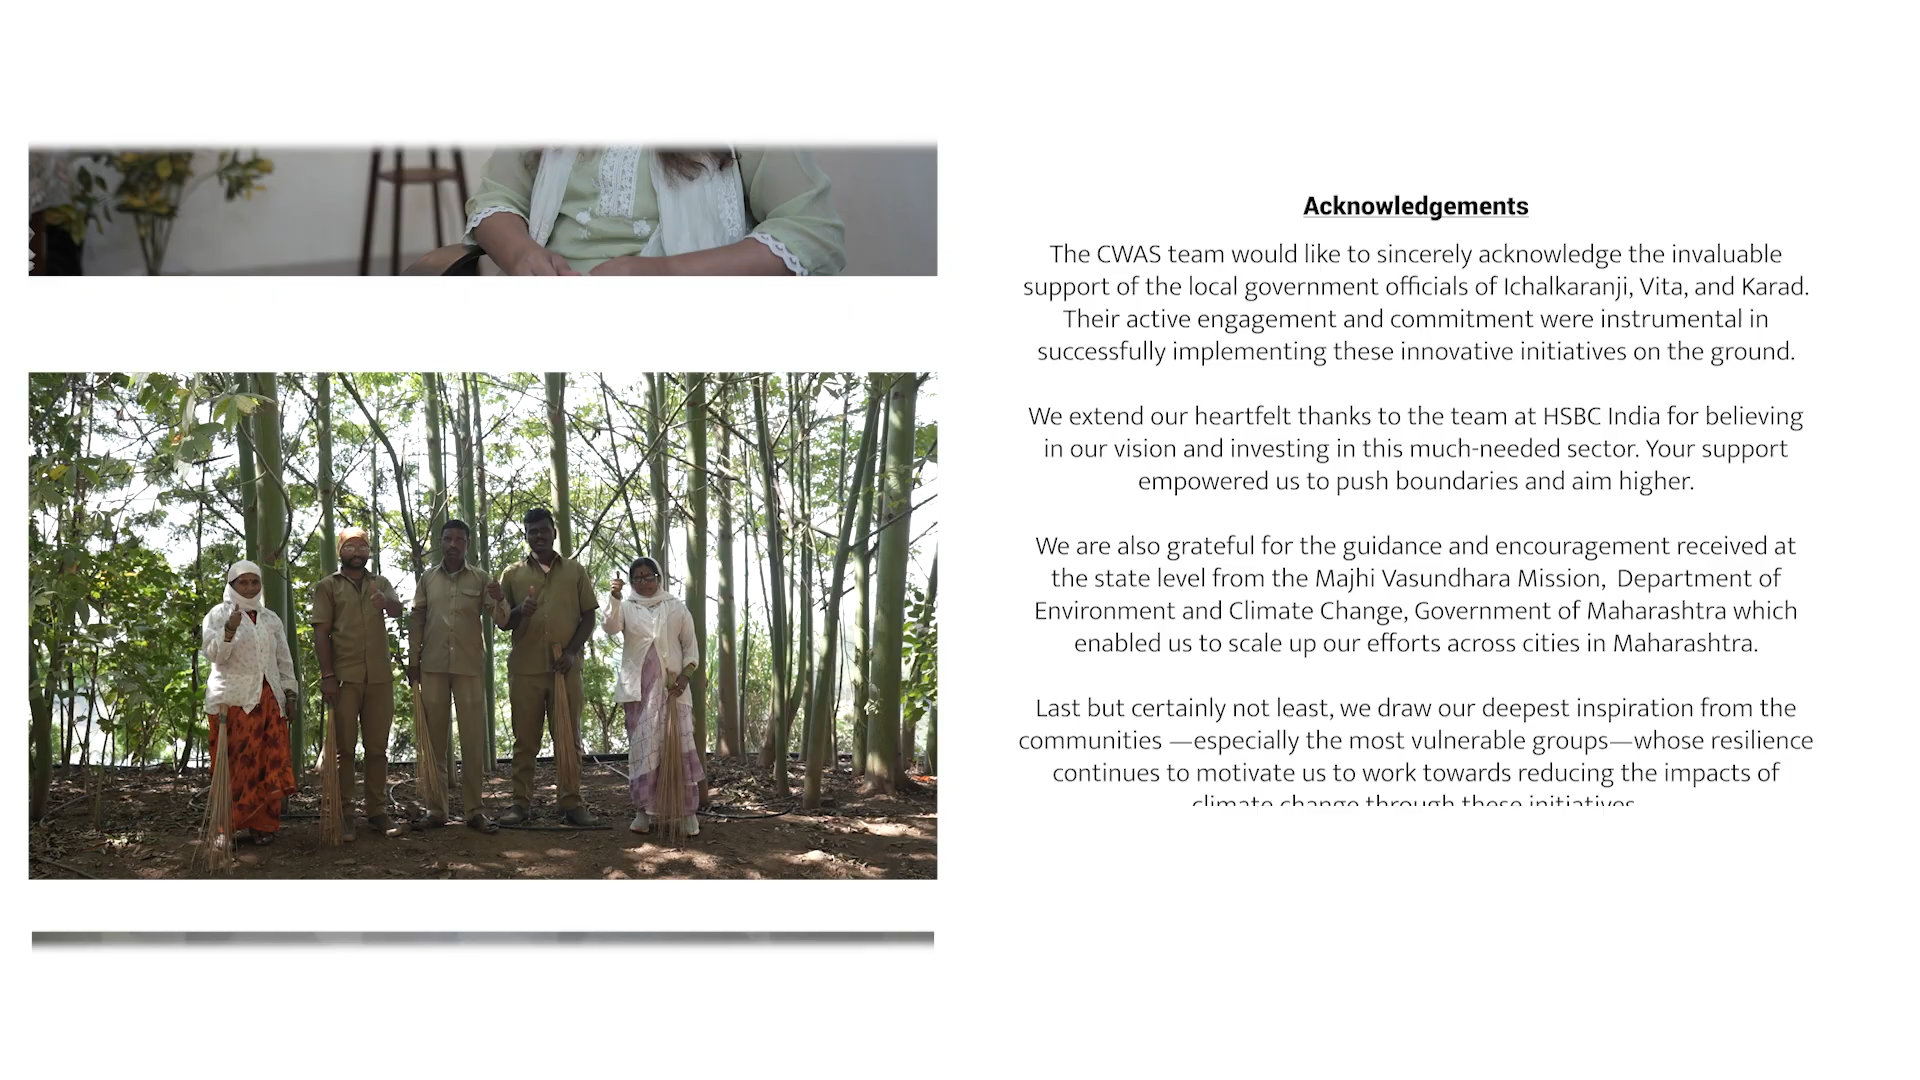 Acknowledgements
The CWAS team would like to sincerely acknowledge the invaluable
support of the local government officials of Ichalkaranji, Vita, and Karad.
Their active engagement and commitment were instrumental in
successfully implementing these innovative initiatives on the ground.
We extend our heartfelt thanks to the team at HSBC India for believing
in our vision and investing in this much-needed sector. Your support
empowered us to push boundaries and aim higher.
We are also grateful for the guidance and encouragement received at
the state level from the Majhi Vasundhara Mission,  Department of
Environment and Climate Change, Government of Maharashtra which
enabled us to scale up our efforts across cities in Maharashtra.
Last but certainly not least, we draw our deepest inspiration from the
communities —especially the most vulnerable groups—whose resilience
continues to motivate us to work towards reducing the impacts of
climate change through these initiatives